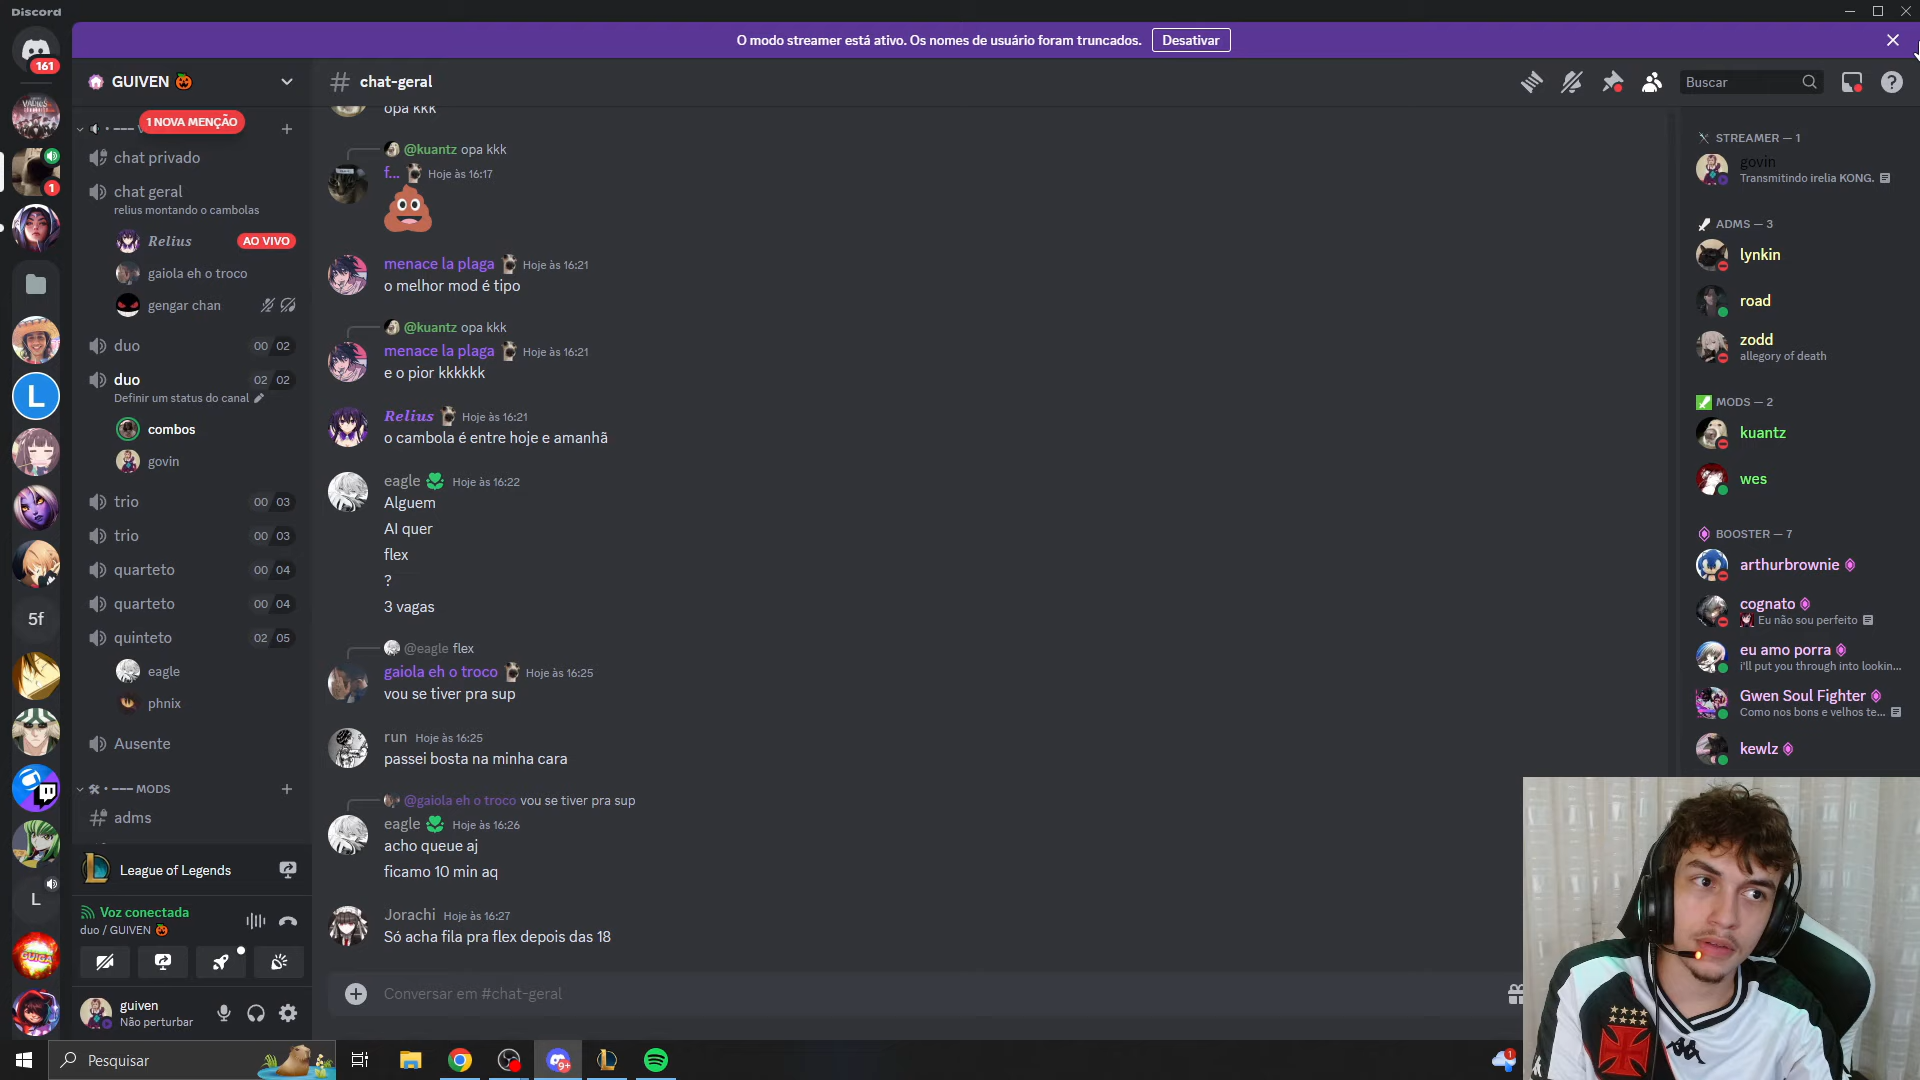 Discord
O modo streamer está ativo. Os nomes de usuário foram truncados.
Desativar
161
1
L
5f
L
GUIGA
GUIVEN
1 NOVA MENÇÃO
chat privado
chat geral
relius montando o cambolas
Relius
AO VIVO
gaiola eh o troco
gengar chan
duo
00 02
duo
02 02
Definir um status do canal
combos
govin
trio
00 03
trio
00 03
quarteto
00 04
quarteto
00 04
quinteto
02 05
eagle
phnix
Ausente
MODS
adms
League of Legends
Voz conectada
duo / GUIVEN
guiven
Não perturbar
# chat-geral
Buscar
opa kkk
@kuantz opa kkk
f... Hoje às 16:17
menace la plaga Hoje às 16:21
o melhor mod é tipo
@kuantz opa kkk
menace la plaga Hoje às 16:21
e o pior kkkkkk
Relius Hoje às 16:21
o cambola é entre hoje e amanhã
eagle Hoje às 16:22
Alguem
AI quer
flex
?
3 vagas
@eagle flex
gaiola eh o troco Hoje às 16:25
vou se tiver pra sup
run Hoje às 16:25
passei bosta na minha cara
@gaiola eh o troco vou se tiver pra sup
eagle Hoje às 16:26
acho queue aj
ficamo 10 min aq
Jorachi Hoje às 16:27
Só acha fila pra flex depois das 18
Conversar em #chat-geral
STREAMER — 1
govin
Transmitindo irelia KONG.
ADMS — 3
lynkin
road
zodd
allegory of death
MODS — 2
kuantz
wes
BOOSTER — 7
arthurbrownie
cognato
Eu não sou perfeito
eu amo porra
i'll put you through into lookin...
Gwen Soul Fighter
Como nos bons e velhos te...
kewlz
Pesquisar
9+
1